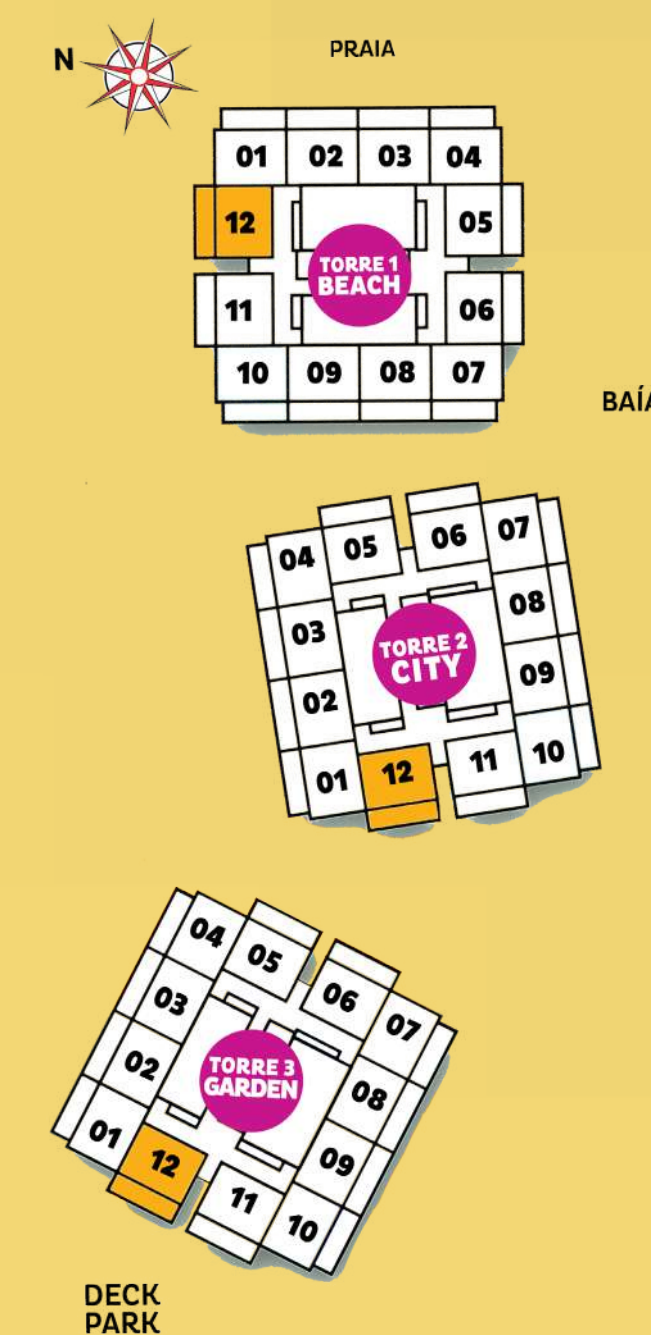 N
PRAIA
01 02 03 04
12 05
TORRE 1
BEACH
11 06
10 09 08 07
BAÍA
04 05 06 07
03 08
TORRE 2
CITY
02 09
01 12 11 10
04 05 06 07
03
02 08
TORRE 3
GARDEN
01 12 09
11 10
DECK
PARK